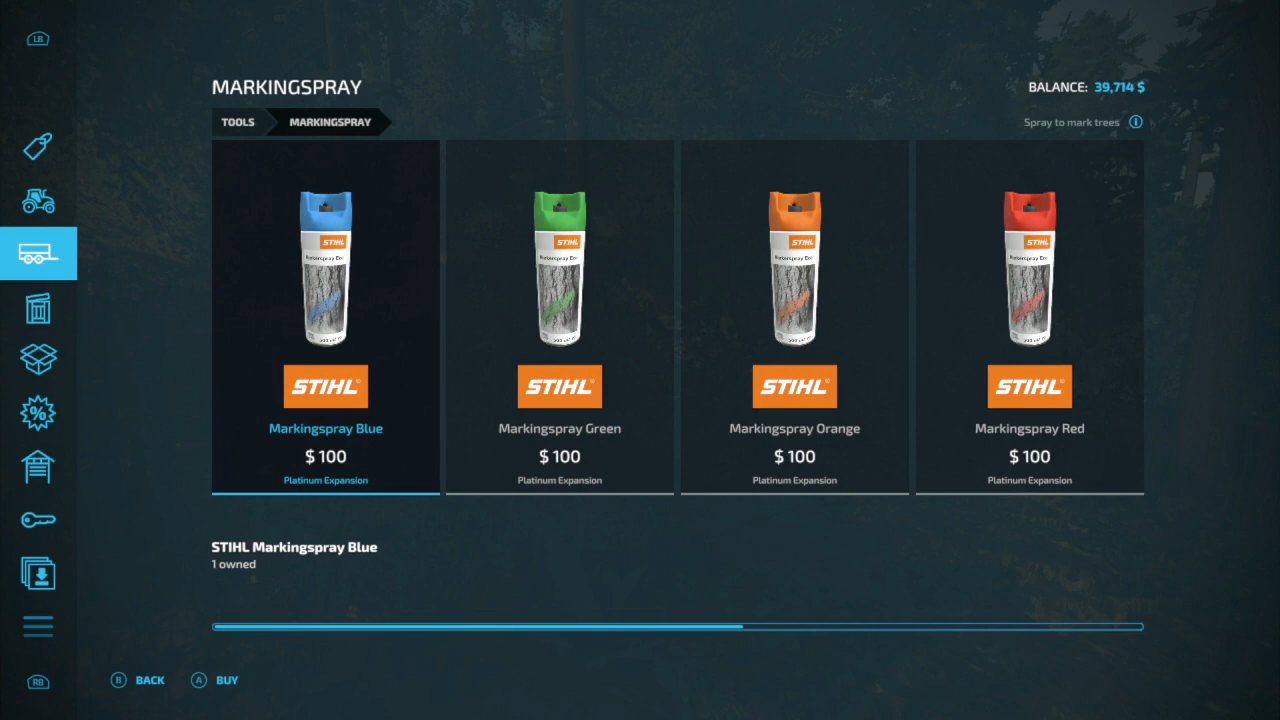 LB
MARKINGSPRAY
BALANCE: 39,714 $
TOOLS
MARKINGSPRAY
Spray to mark trees
STIHL
STIHL
STIHL
STIHL
STIHL
STIHL
STIHL
STIHL
Markingspray Blue
Markingspray Green
Markingspray Orange
Markingspray Red
$ 100
$ 100
$ 100
$ 100
Platinum Expansion
Platinum Expansion
Platinum Expansion
Platinum Expansion
STIHL Markingspray Blue
1 owned
RB
B BACK
A BUY